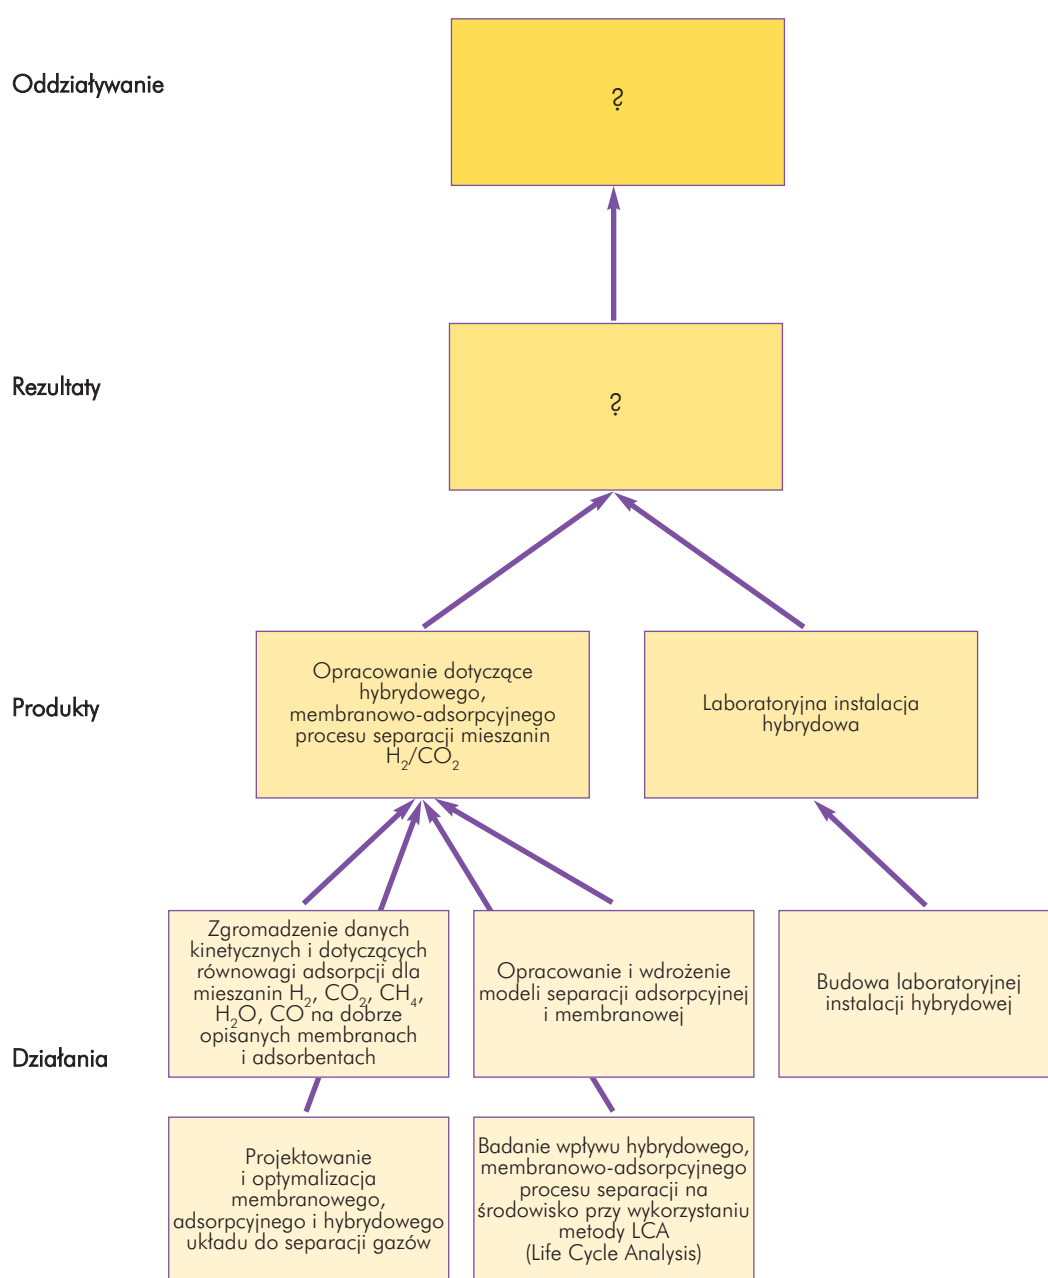 Oddziaływanie
?
Rezultaty
?
Produkty
Opracowanie dotyczące
hybrydowego,
membranowo-adsorpcyjnego
procesu separacji mieszanin
H₂/CO₂
Laboratoryjna instalacja
hybrydowa
Działania
Zgromadzenie danych
kinetycznych i dotyczących
równowagi adsorpcji dla
mieszanin H₂, CO₂, CH₄,
H₂O, CO na dobrze
opisanych membranach
i adsorbentach
Opracowanie i wdrożenie
modeli separacji adsorpcyjnej
i membranowej
Budowa laboratoryjnej
instalacji hybrydowej
Projektowanie
i optymalizacja
membranowego,
adsorpcyjnego i hybrydowego
układu do separacji gazów
Badanie wpływu hybrydowego,
membranowo-adsorpcyjnego
procesu separacji na
środowisko przy wykorzystaniu
metody LCA
(Life Cycle Analysis)